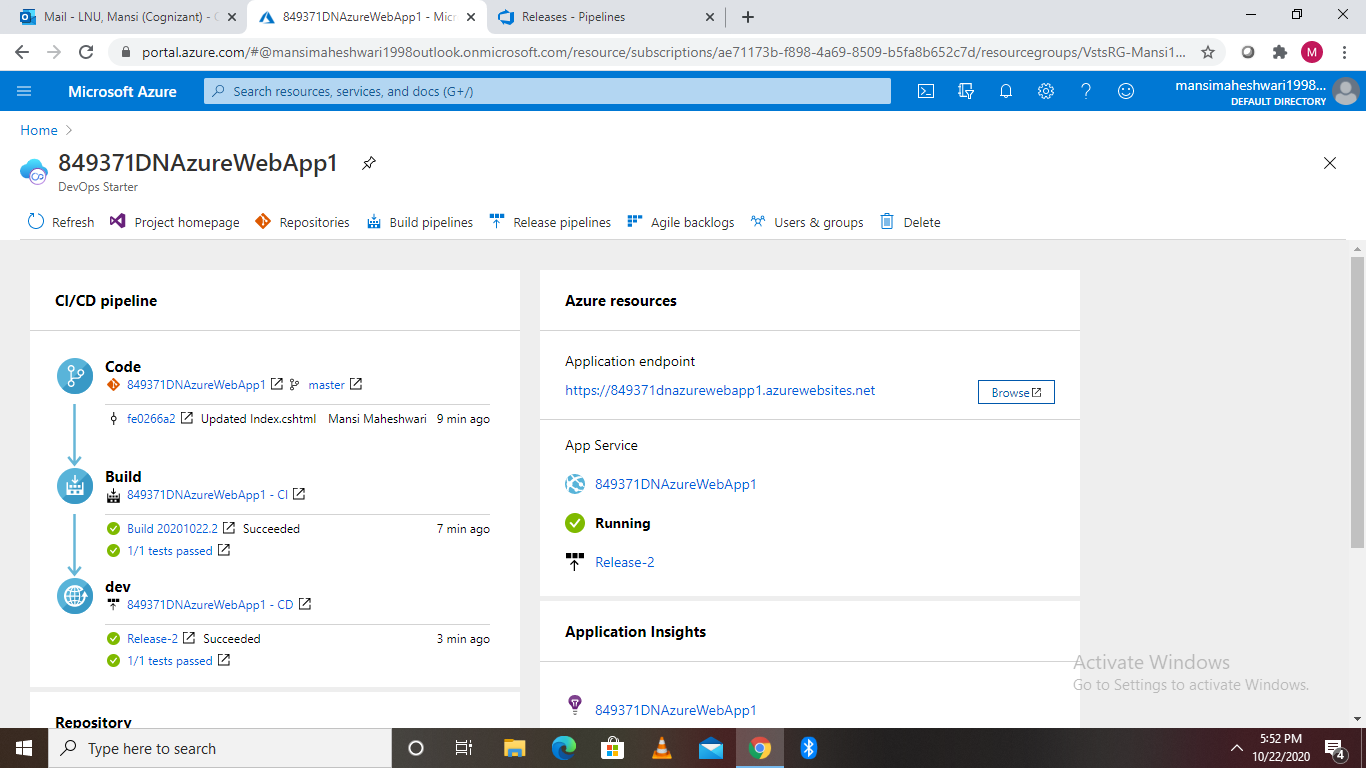 Mail - LNU, Mansi (Cognizant) - 
849371DNAzureWebApp1 - Micr
Releases - Pipelines
portal.azure.com/#@mansimaheshwari1998outlook.onmicrosoft.com/resource/subscriptions/ae71173b-f898-4a69-8509-b5fa8b652c7d/resourcegroups/VstsRG-Mansi1...
M
Microsoft Azure
Search resources, services, and docs (G+/)
mansimaheshwari1998...
DEFAULT DIRECTORY
Home
849371DNAzureWebApp1
DevOps Starter
Refresh
Project homepage
Repositories
Build pipelines
Release pipelines
Agile backlogs
Users & groups
Delete
CI/CD pipeline
Code
849371DNAzureWebApp1 master
fe0266a2 Updated Index.cshtml Mansi Maheshwari 9 min ago
Build
849371DNAzureWebApp1 - CI
Build 20201022.2 Succeeded 7 min ago
1/1 tests passed
dev
849371DNAzureWebApp1 - CD
Release-2 Succeeded 3 min ago
1/1 tests passed
Repository
Azure resources
Application endpoint
https://849371dnazurewebapp1.azurewebsites.net
Browse
App Service
849371DNAzureWebApp1
Running
Release-2
Application Insights
849371DNAzureWebApp1
Activate Windows
Go to Settings to activate Windows.
Type here to search
5:52 PM
10/22/2020
4